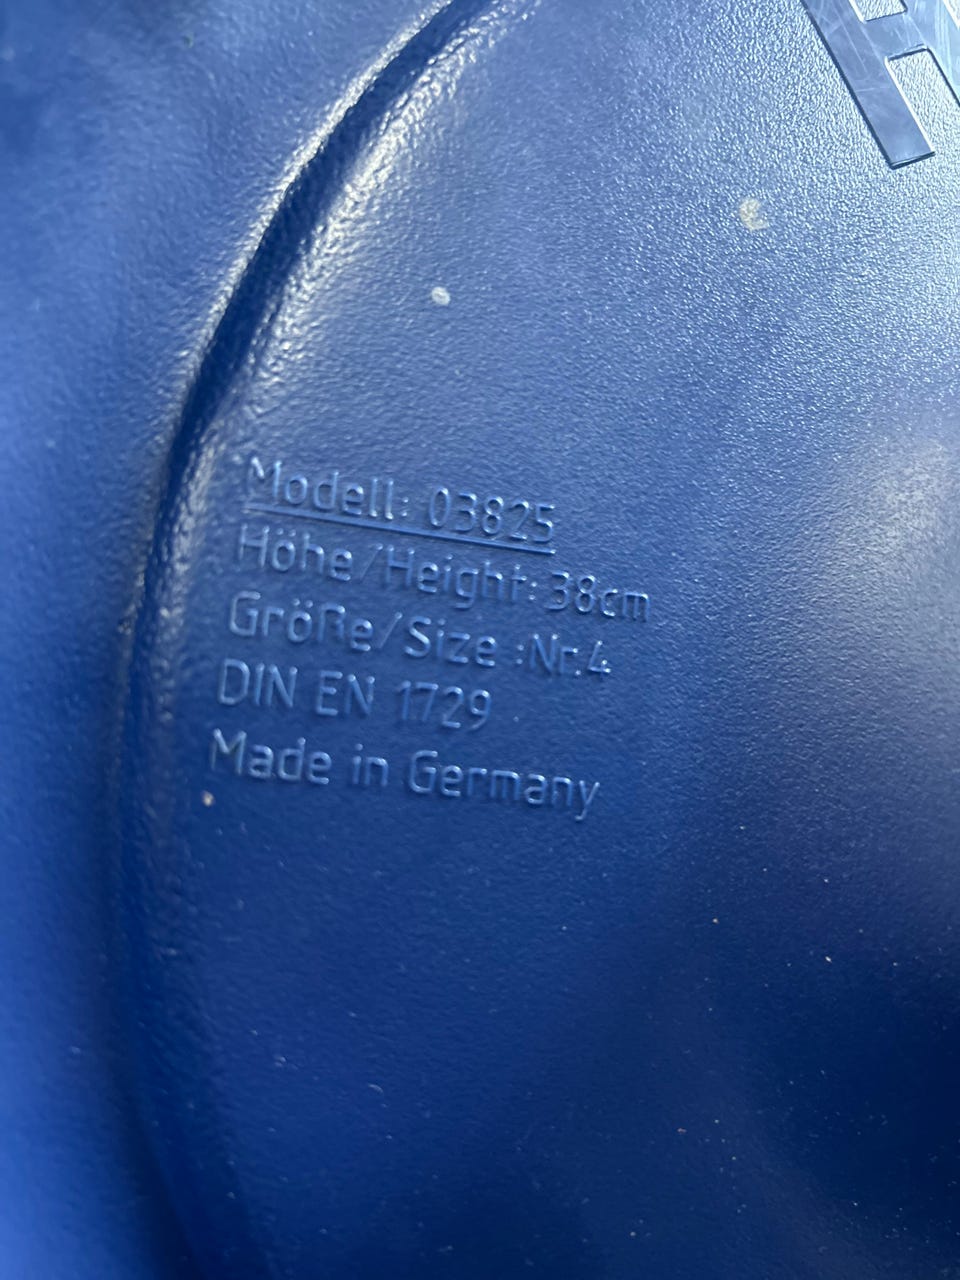 Modell: 03825
Höhe/Height: 38cm
Größe/Size :Nr.4
DIN EN 1729
Made in Germany